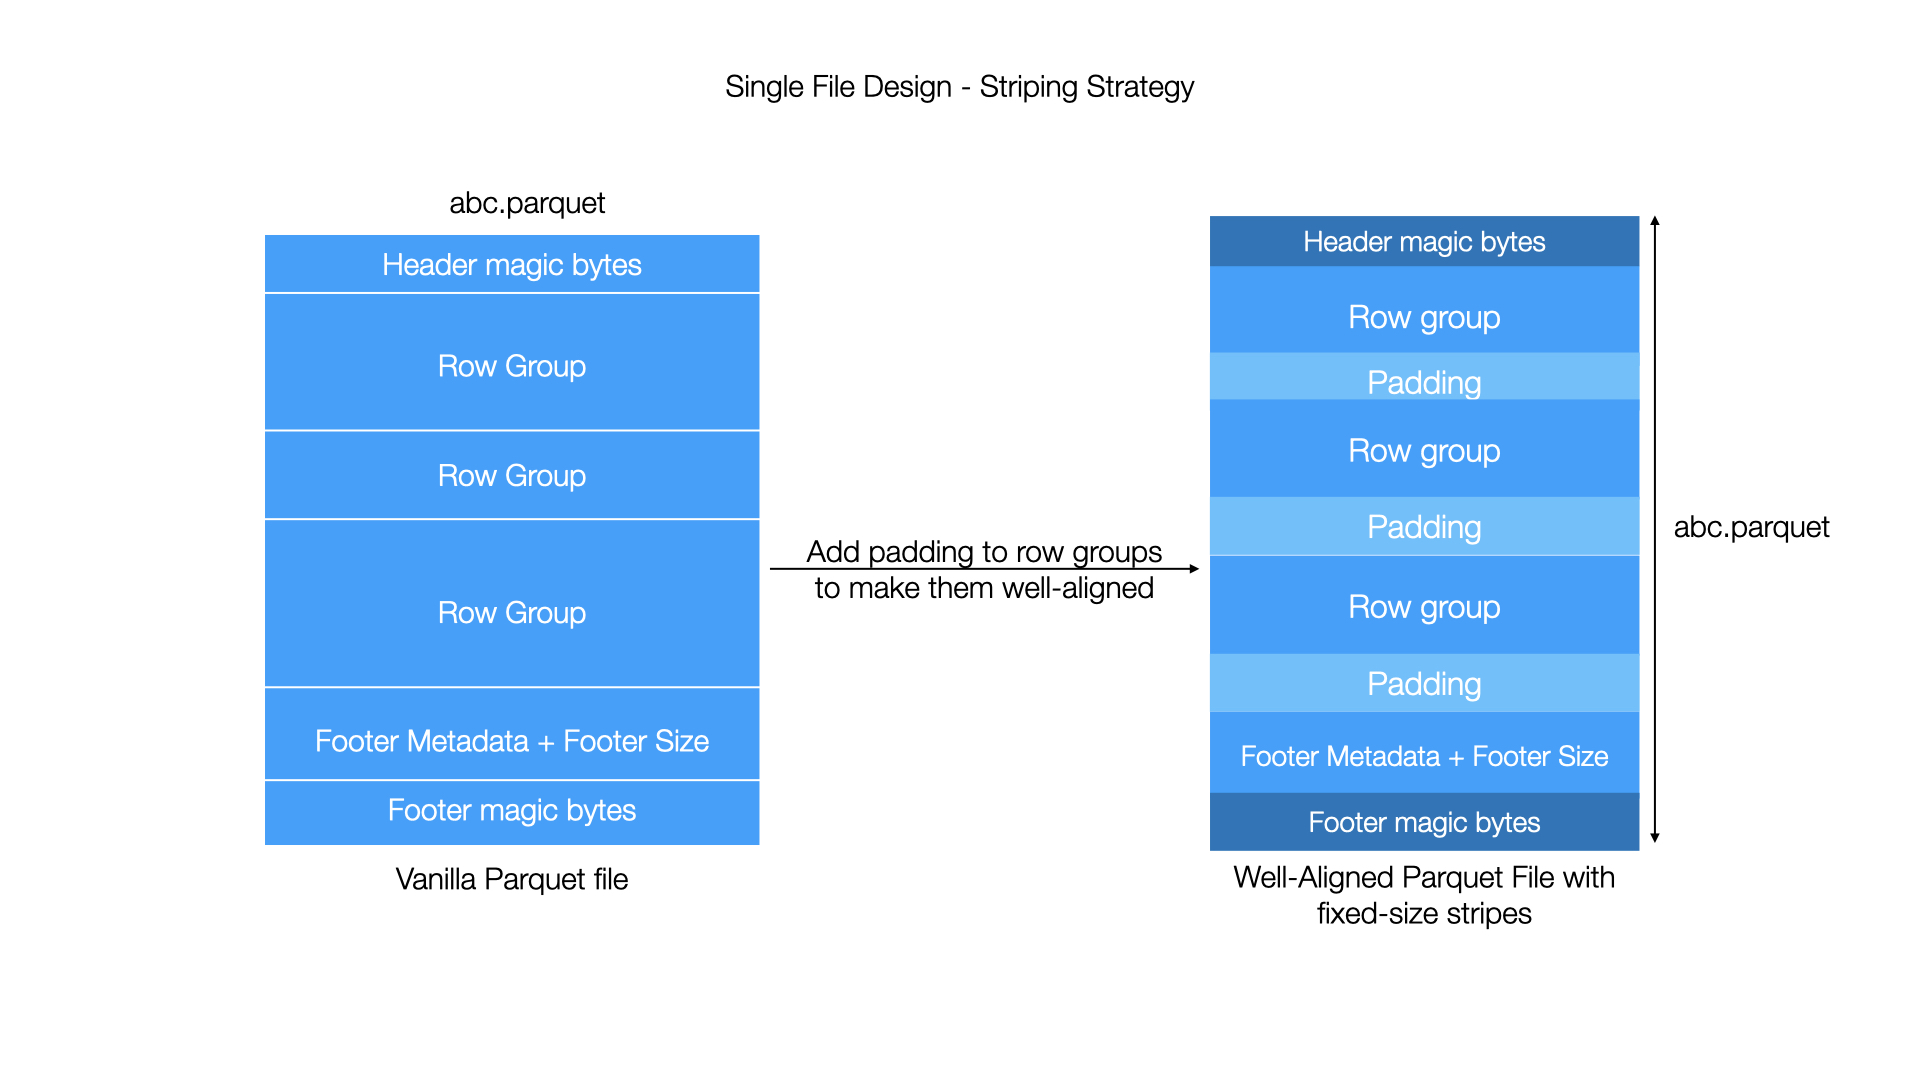 Single File Design - Striping Strategy
abc.parquet
Header magic bytes
Row Group
Row Group
Row Group
Footer Metadata + Footer Size
Footer magic bytes
Vanilla Parquet file
Add padding to row groups
to make them well-aligned
Header magic bytes
Row group
Padding
Row group
Padding
Row group
Padding
Footer Metadata + Footer Size
Footer magic bytes
abc.parquet
Well-Aligned Parquet File with
fixed-size stripes